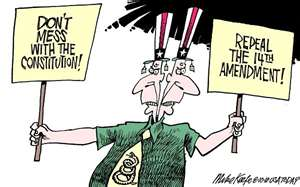 DON'T
MESS
WITH THE
CONSTITUTION!
REPEAL
THE 14TH
AMENDMENT!